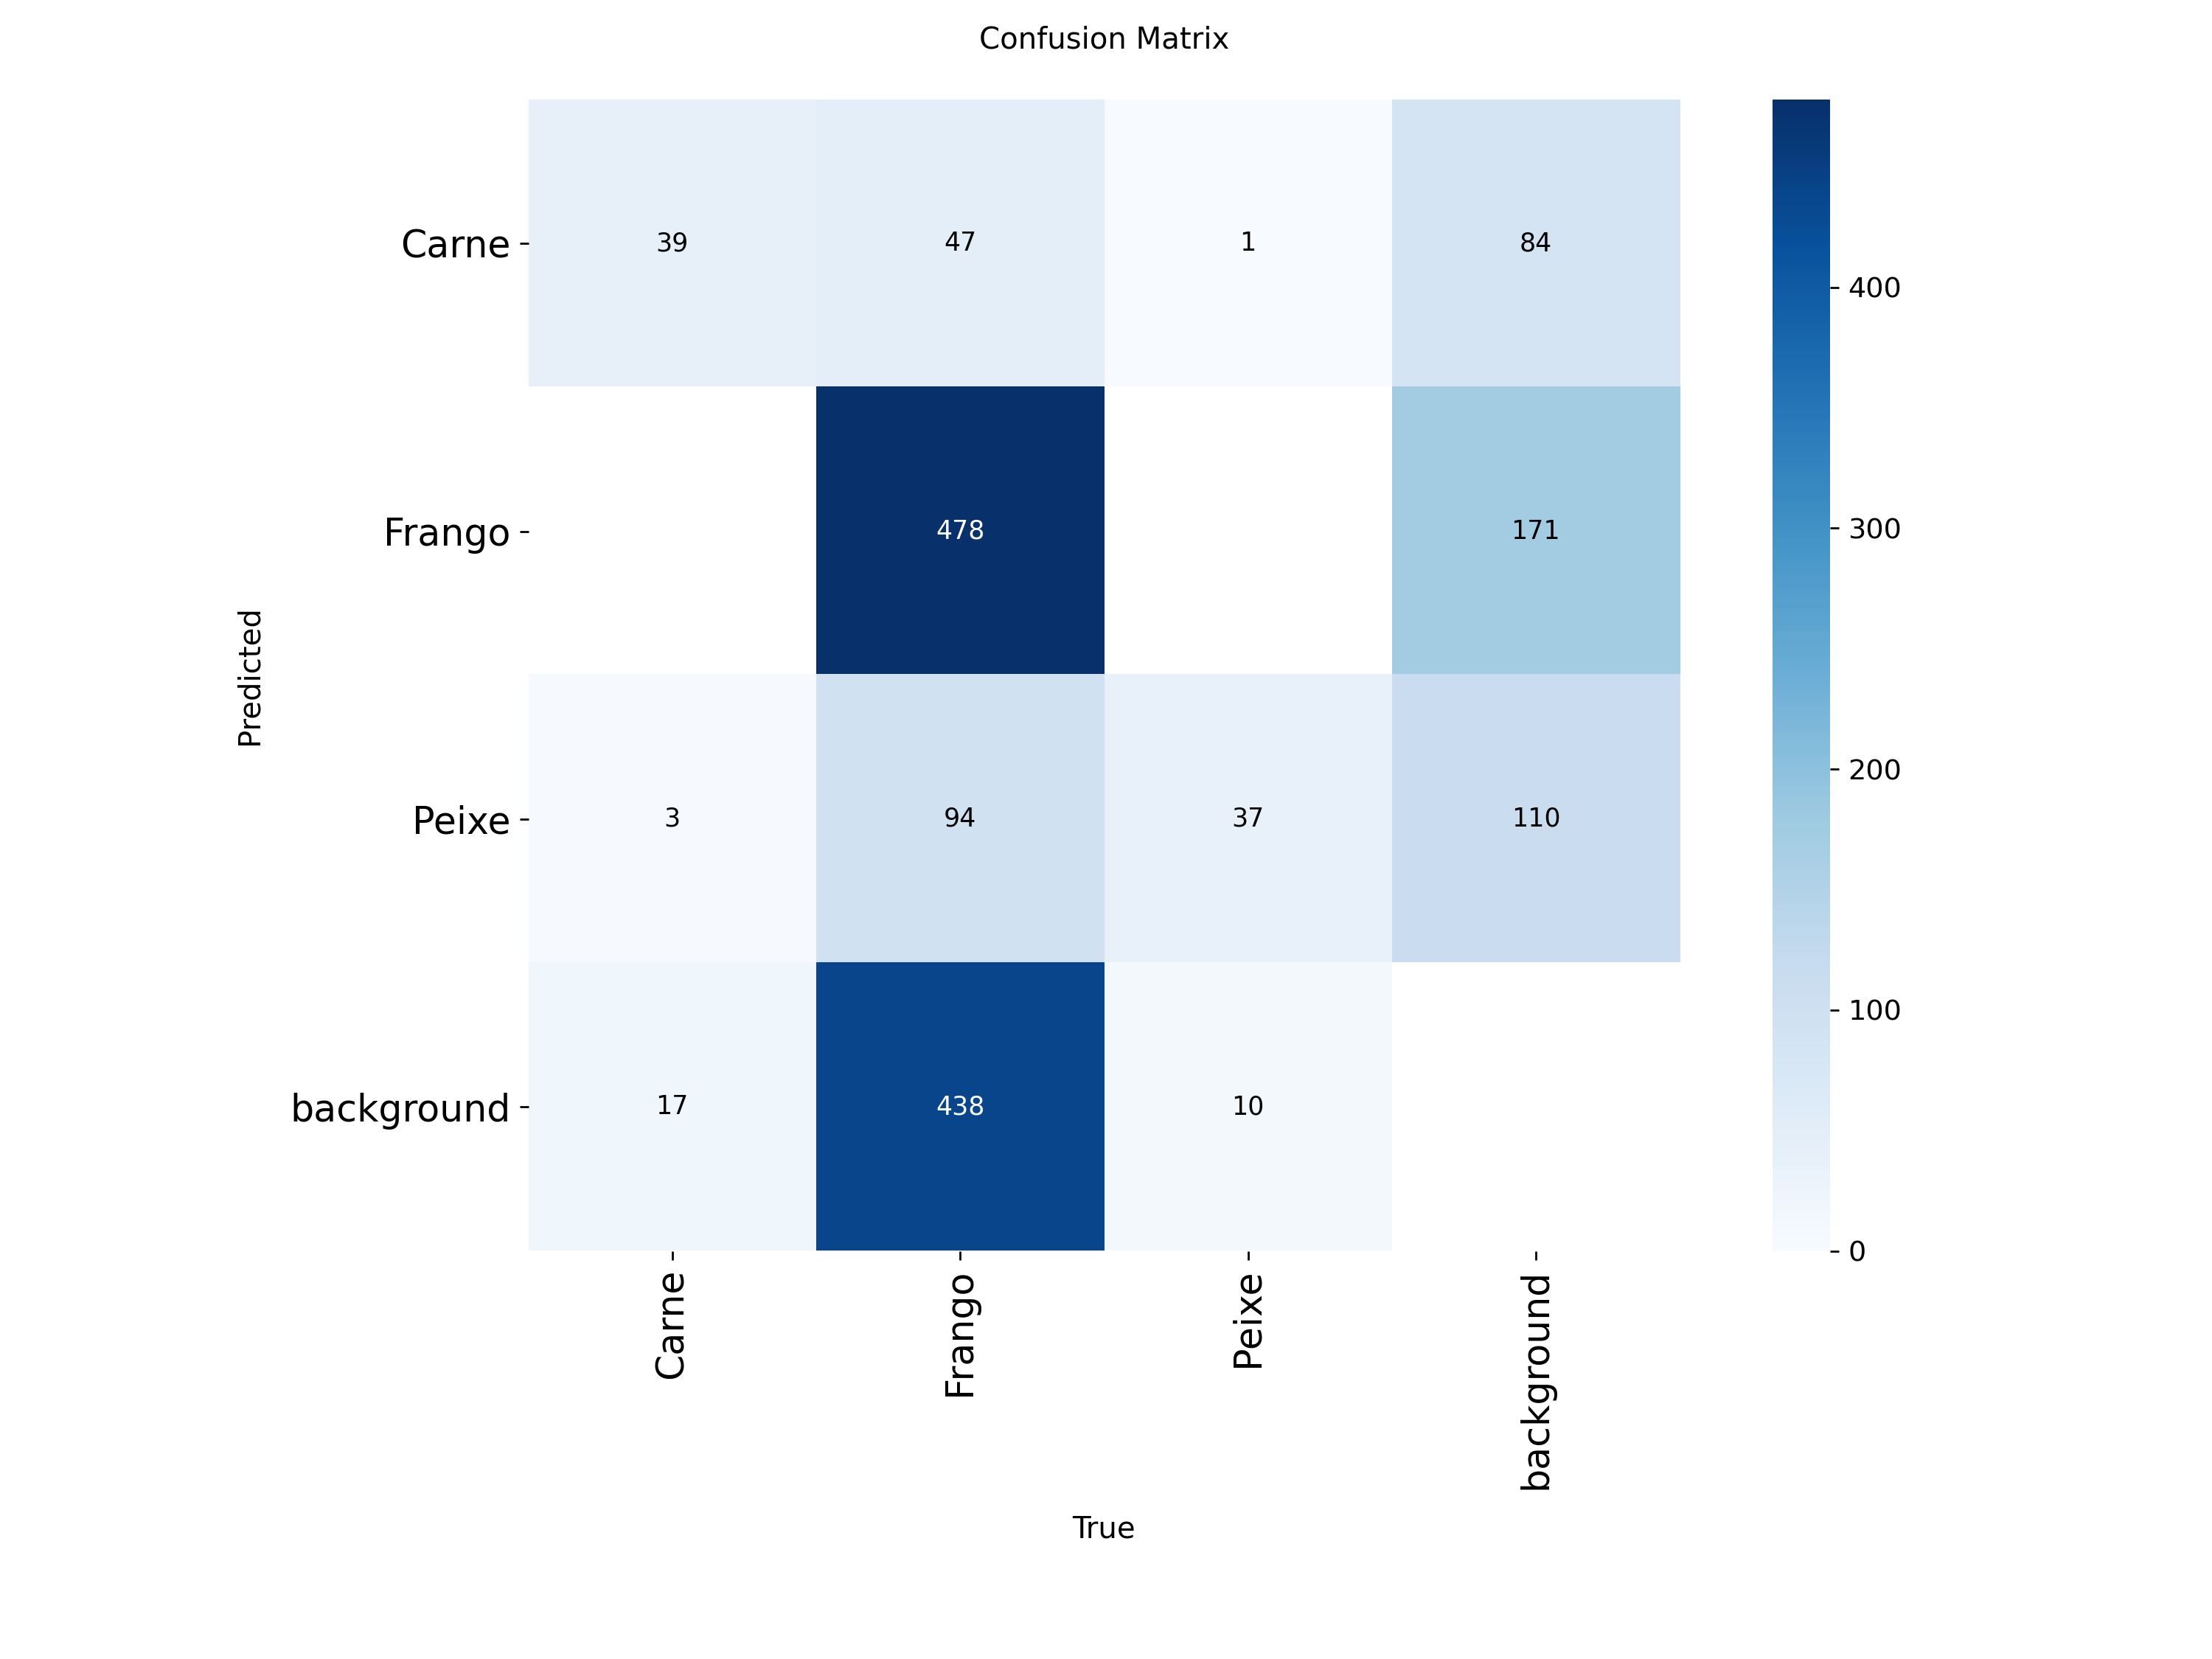 Confusion Matrix
Carne 39 47 1 84
400
Frango 478 171
300
Predicted
200
Peixe 3 94 37 110
100
background 17 438 10
0
Carne Frango Peixe background
True